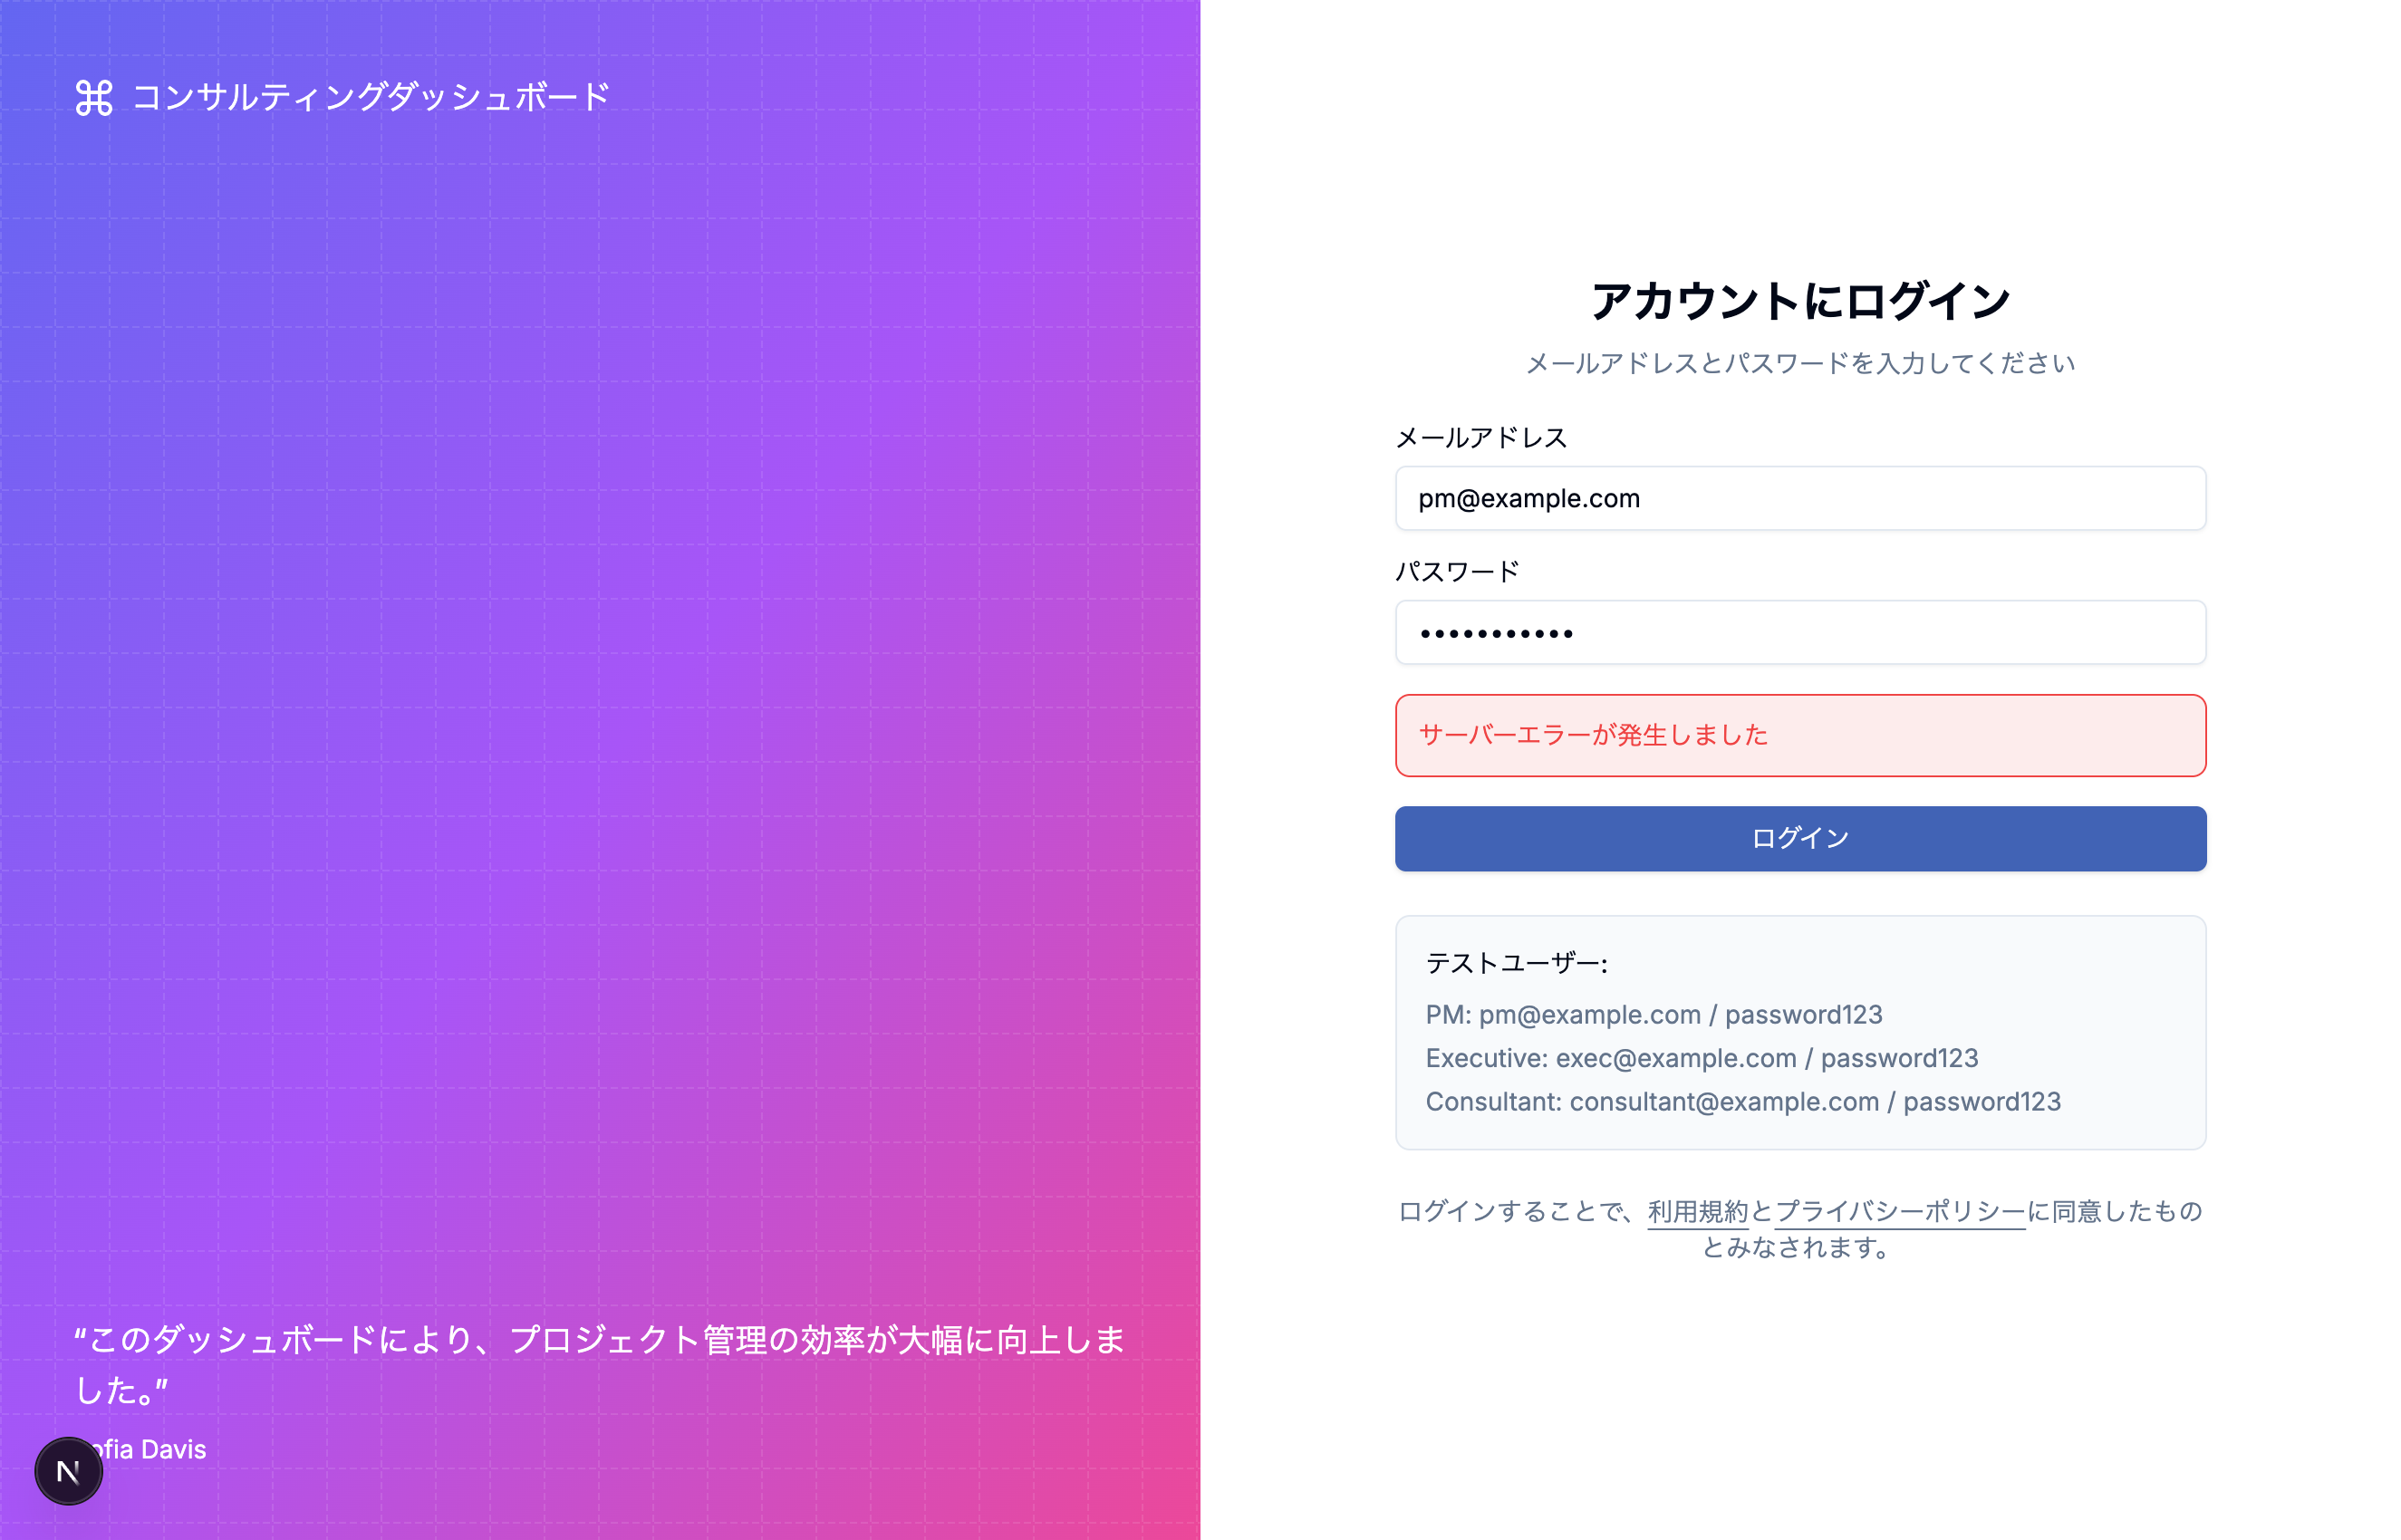 コンサルティングダッシュボード
“このダッシュボードにより、プロジェクト管理の効率が大幅に向上しま
した。”
ofia Davis
N
アカウントにログイン
メールアドレスとパスワードを入力してください
メールアドレス
pm@example.com
パスワード
•••••••••••
サーバーエラーが発生しました
ログイン
テストユーザー:
PM: pm@example.com / password123
Executive: exec@example.com / password123
Consultant: consultant@example.com / password123
ログインすることで、利用規約とプライバシーポリシーに同意したもの
とみなされます。